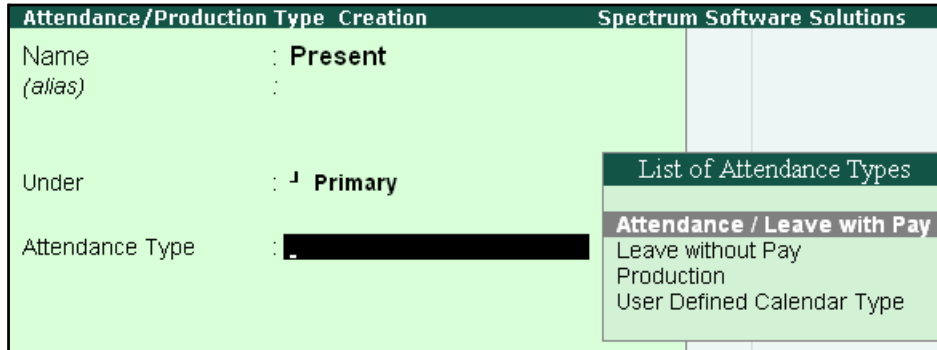 Attendance/Production Type Creation Spectrum Software Solutions
Name : Present
(alias) :
Under : ┘ Primary
Attendance Type :
List of Attendance Types
Attendance / Leave with Pay
Leave without Pay
Production
User Defined Calendar Type